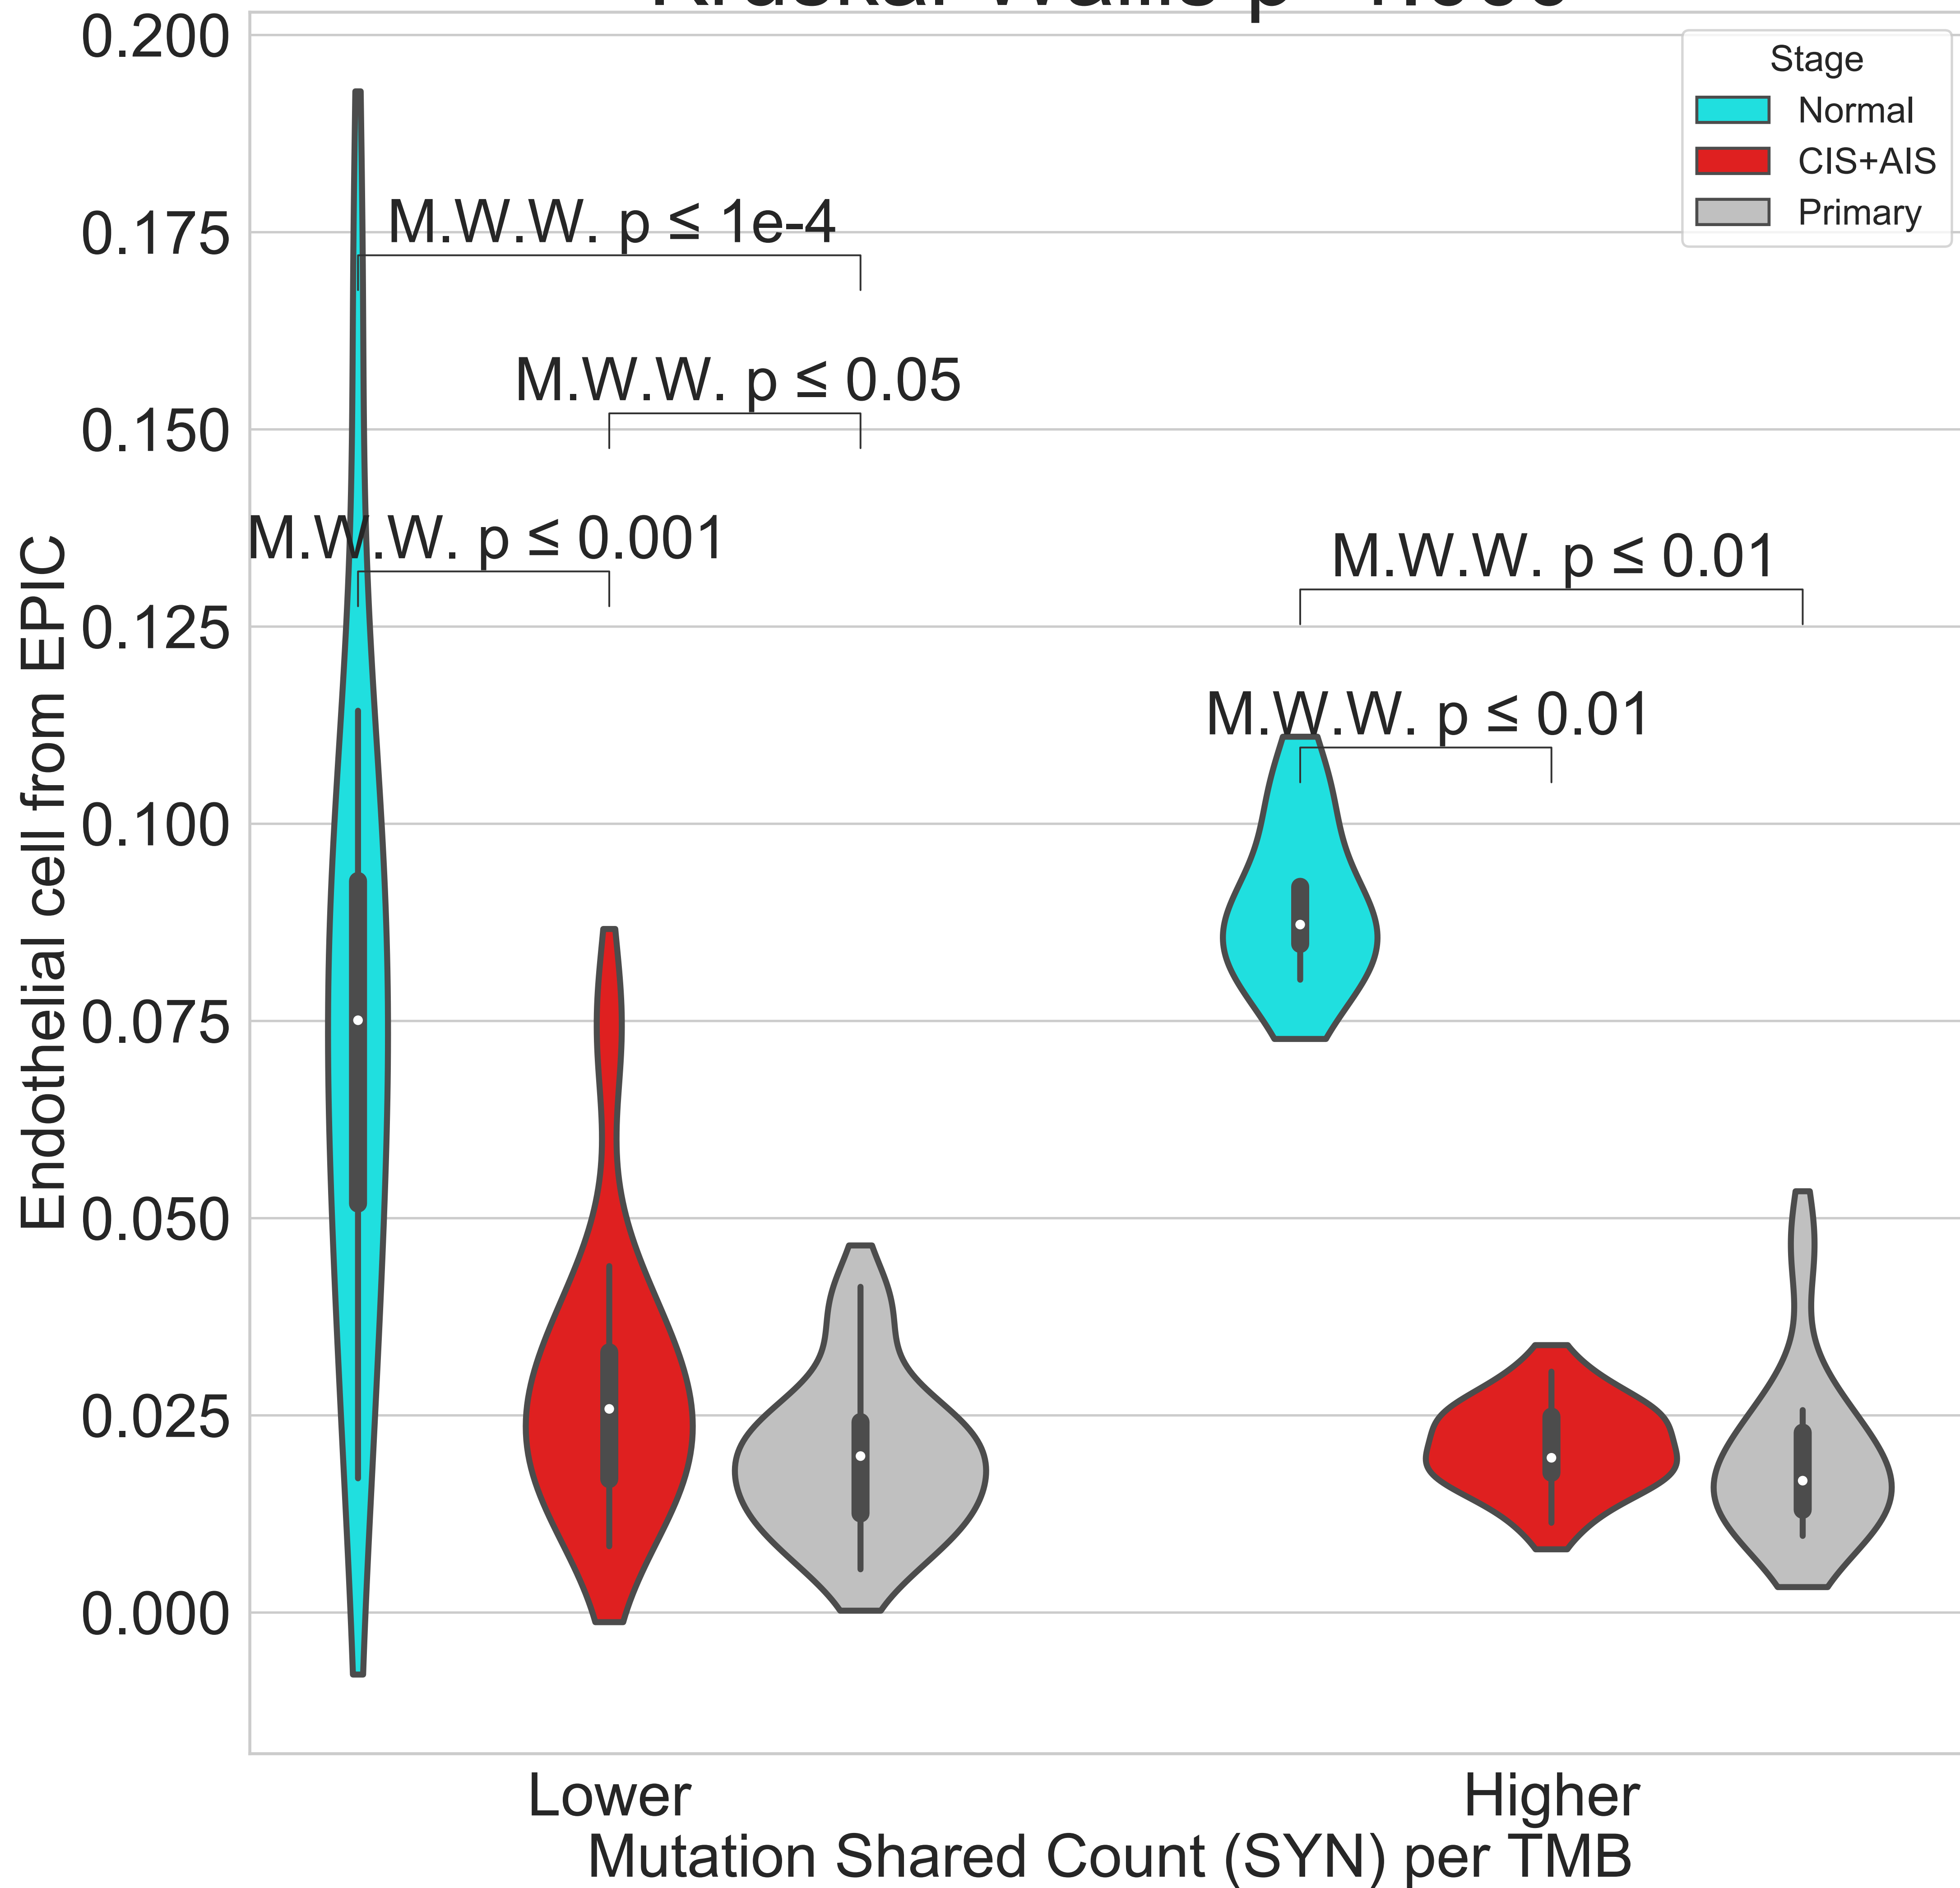 0.200
0.175
0.150
0.125
0.100
0.075
0.050
0.025
0.000
Endothelial cell from EPIC
Stage
Normal
CIS+AIS
Primary
M.W.W. p ≤ 1e-4
M.W.W. p ≤ 0.05
M.W.W. p ≤ 0.001
M.W.W. p ≤ 0.01
M.W.W. p ≤ 0.01
Lower
Higher
Mutation Shared Count (SYN) per TMB